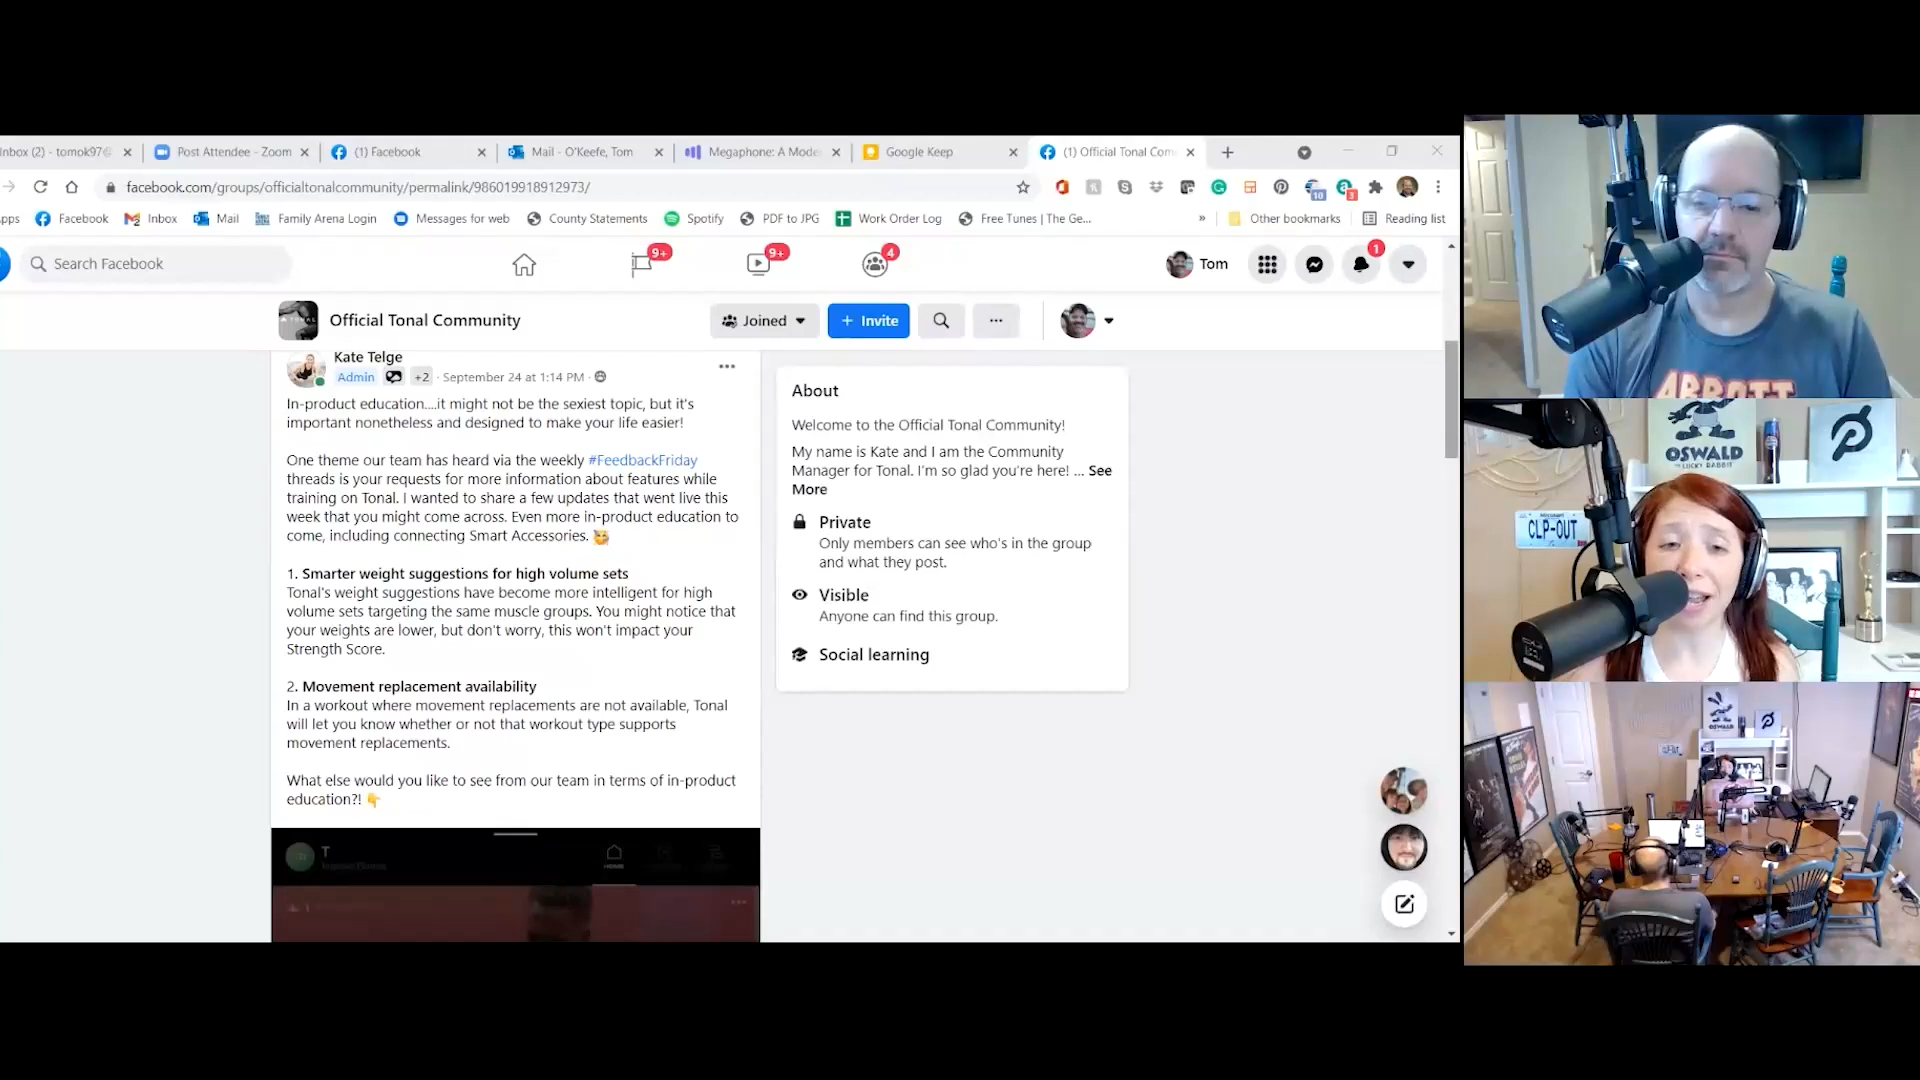 Inbox (2) - tomok97@
Post Attendee - Zoom
(1) Facebook
Mail - O'Keefe, Tom
Megaphone: A Mode
Google Keep
(1) Official Tonal Com
facebook.com/groups/officialtonalcommunity/permalink/986019918912973/
10
3
Apps
Facebook
Inbox
Mail
Family Arena Login
Messages for web
County Statements
Spotify
PDF to JPG
Work Order Log
Free Tunes | The Ge...
»
Other bookmarks
Reading list
Search Facebook
9+
9+
4
Tom
1
Official Tonal Community
Joined
+ Invite
Kate Telge
Admin
+2 · September 24 at 1:14 PM ·
In-product education....it might not be the sexiest topic, but it's
important nonetheless and designed to make your life easier!
One theme our team has heard via the weekly #FeedbackFriday
threads is your requests for more information about features while
training on Tonal. I wanted to share a few updates that went live this
week that you might come across. Even more in-product education to
come, including connecting Smart Accessories. 🥳
1. Smarter weight suggestions for high volume sets
Tonal's weight suggestions have become more intelligent for high
volume sets targeting the same muscle groups. You might notice that
your weights are lower, but don't worry, this won't impact your
Strength Score.
2. Movement replacement availability
In a workout where movement replacements are not available, Tonal
will let you know whether or not that workout type supports
movement replacements.
What else would you like to see from our team in terms of in-product
education?! 👇
T
HOME
About
Welcome to the Official Tonal Community!
My name is Kate and I am the Community
Manager for Tonal. I'm so glad you're here! ... See
More
Private
Only members can see who's in the group
and what they post.
Visible
Anyone can find this group.
Social learning
ABBOTT
OSWALD
THE LUCKY RABBIT
CLP-OUT
OSWALD
CLP-OUT